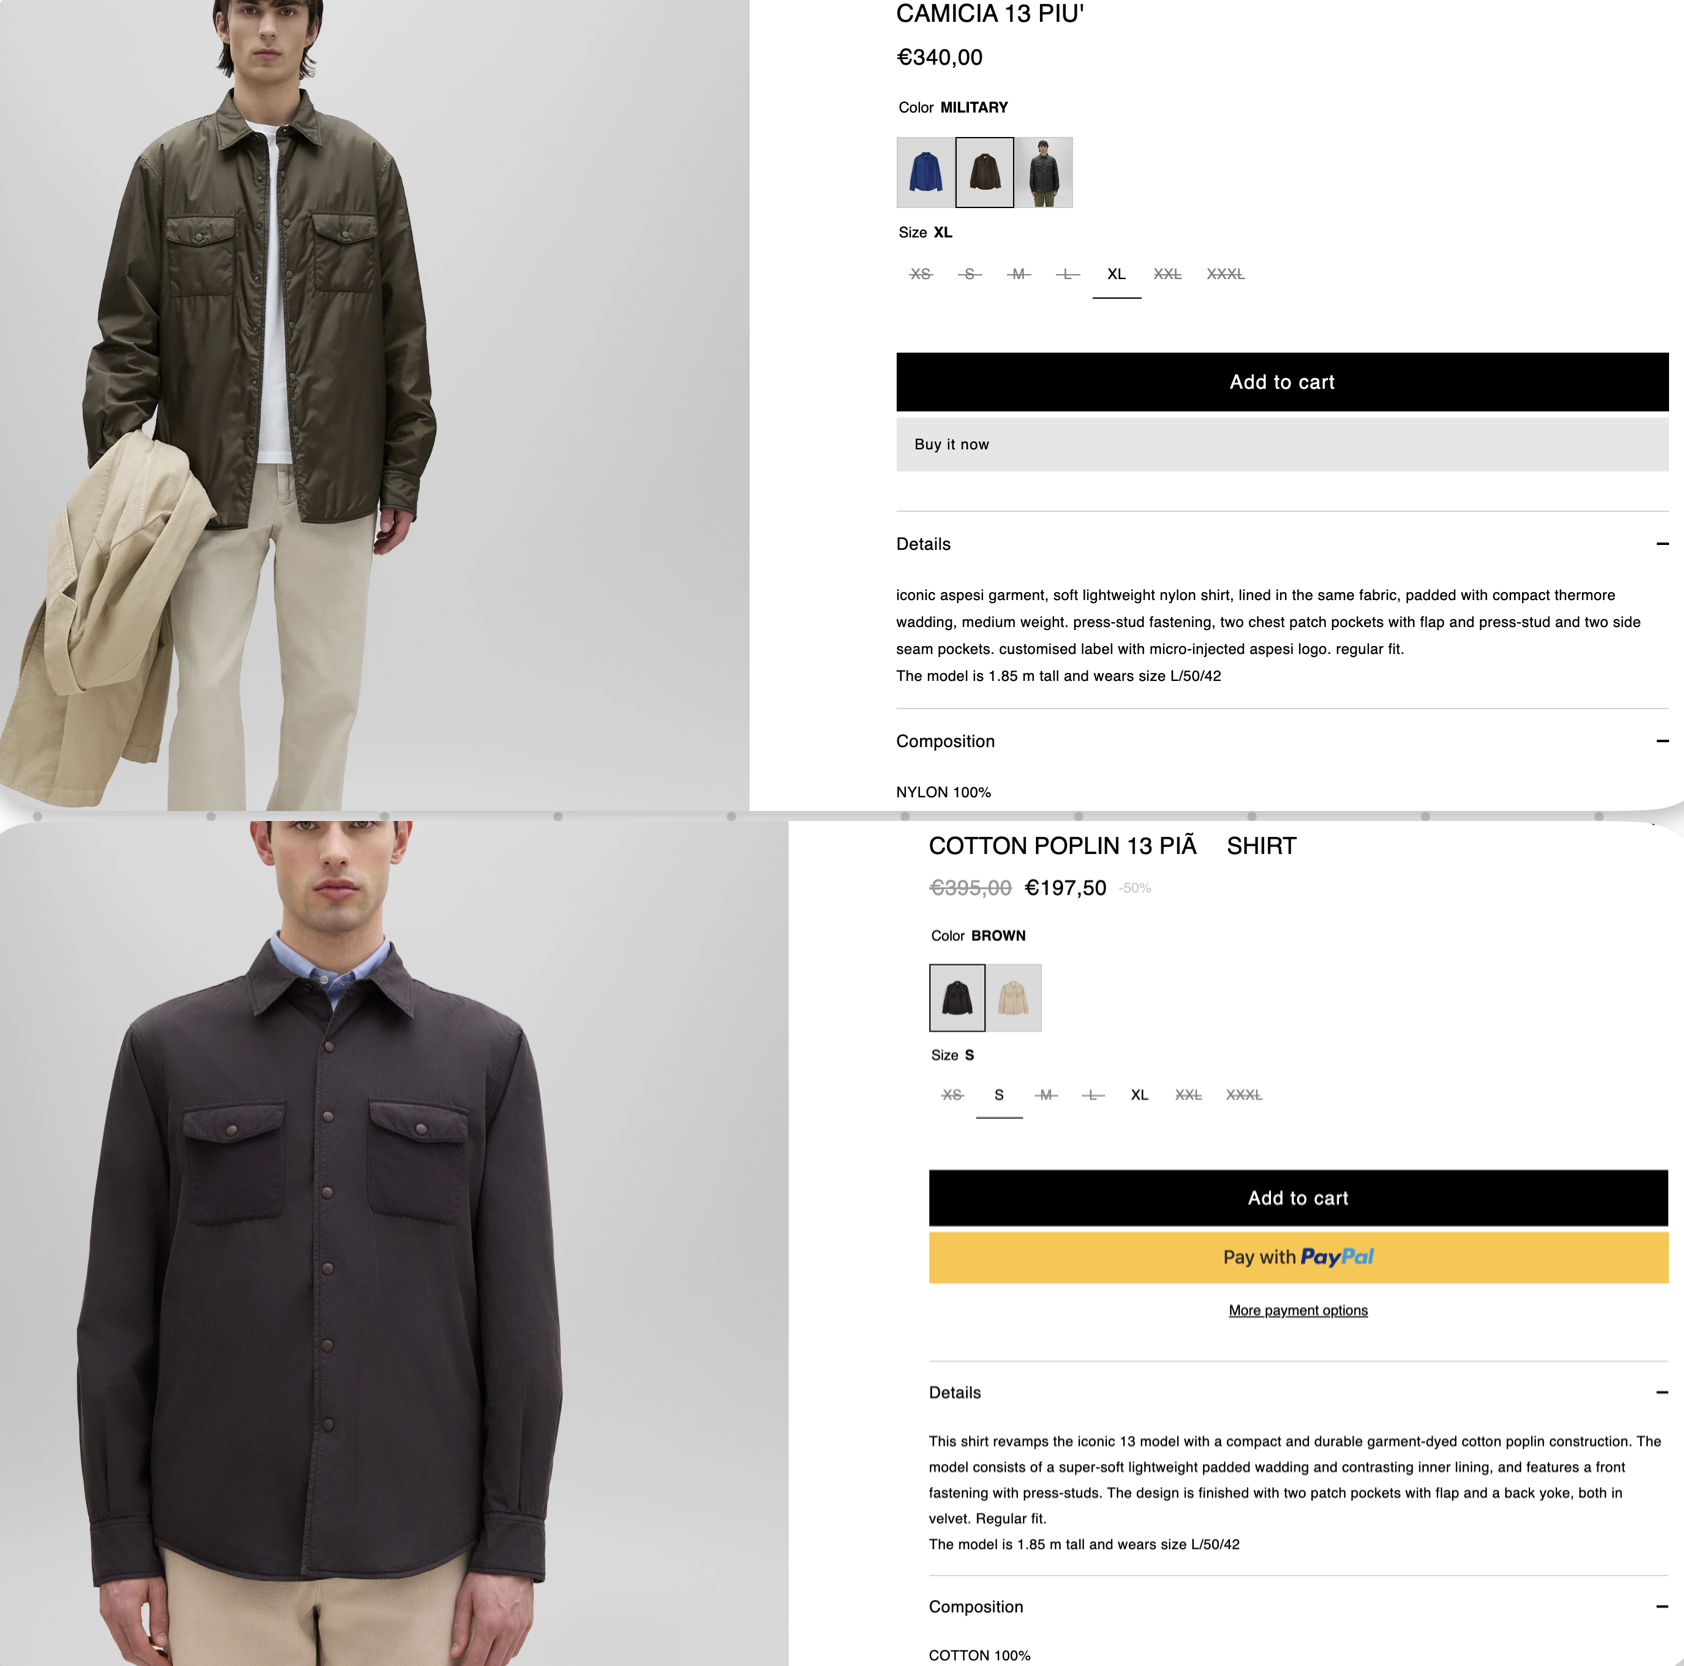 CAMICIA 13 PIU'
€340,00
Color MILITARY
Size XL
XS S M L XL XXL XXXL
Add to cart
Buy it now
Details
iconic aspesi garment, soft lightweight nylon shirt, lined in the same fabric, padded with compact thermore
wadding, medium weight. press-stud fastening, two chest patch pockets with flap and press-stud and two side
seam pockets. customised label with micro-injected aspesi logo. regular fit.
The model is 1.85 m tall and wears size L/50/42
Composition
NYLON 100%
COTTON POPLIN 13 PIÃ SHIRT
€395,00 €197,50 -50%
Color BROWN
Size S
XS S M L XL XXL XXXL
Add to cart
Pay with PayPal
More payment options
Details
This shirt revamps the iconic 13 model with a compact and durable garment-dyed cotton poplin construction. The
model consists of a super-soft lightweight padded wadding and contrasting inner lining, and features a front
fastening with press-studs. The design is finished with two patch pockets with flap and a back yoke, both in
velvet. Regular fit.
The model is 1.85 m tall and wears size L/50/42
Composition
COTTON 100%